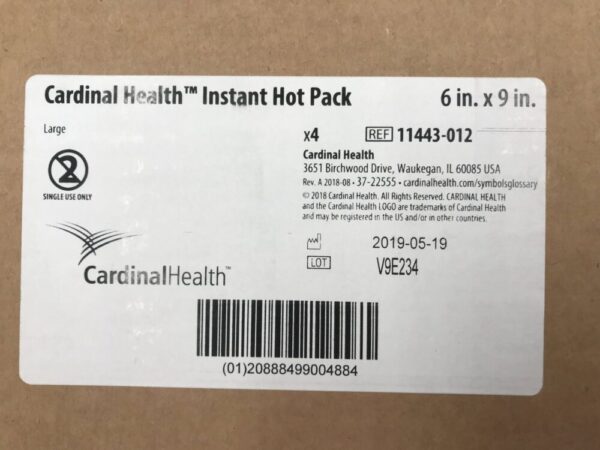 Cardinal Health™ Instant Hot Pack 6 in. x 9 in.
Large
x4 REF 11443-012
Cardinal Health
3651 Birchwood Drive, Waukegan, IL 60085 USA
Rev. A 2018-08 • 37-22555 • cardinalhealth.com/symbolsglossary
© 2018 Cardinal Health. All Rights Reserved. CARDINAL HEALTH
and the Cardinal Health LOGO are trademarks of Cardinal Health
and may be registered in the US and/or in other countries.
2
SINGLE USE ONLY
2019-05-19
LOT V9E234
CardinalHealth™
(01)20888499004884